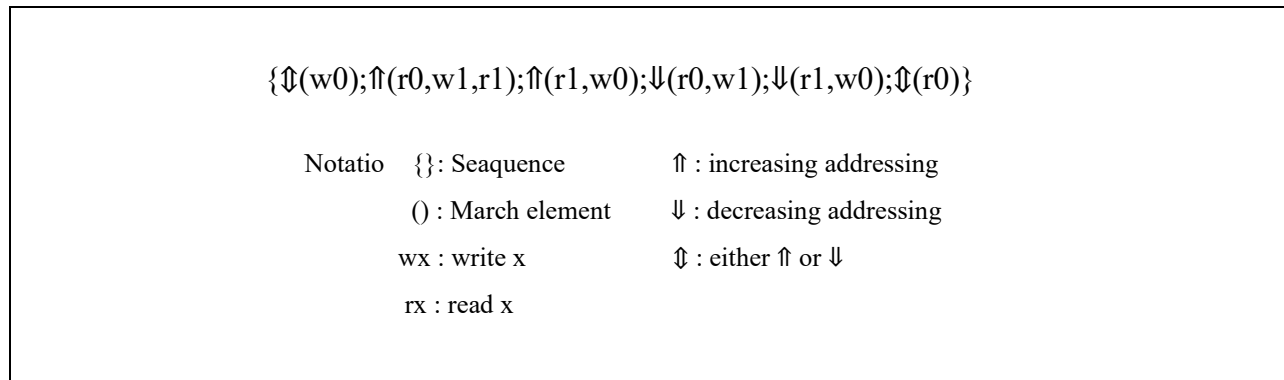 {⇕(w0);⇑(r0,w1,r1);⇑(r1,w0);⇓(r0,w1);⇓(r1,w0);⇕(r0)}
Notatio {}: Seaquence ⇑ : increasing addressing
() : March element ⇓ : decreasing addressing
wx : write x ⇕ : either ⇑ or ⇓
rx : read x